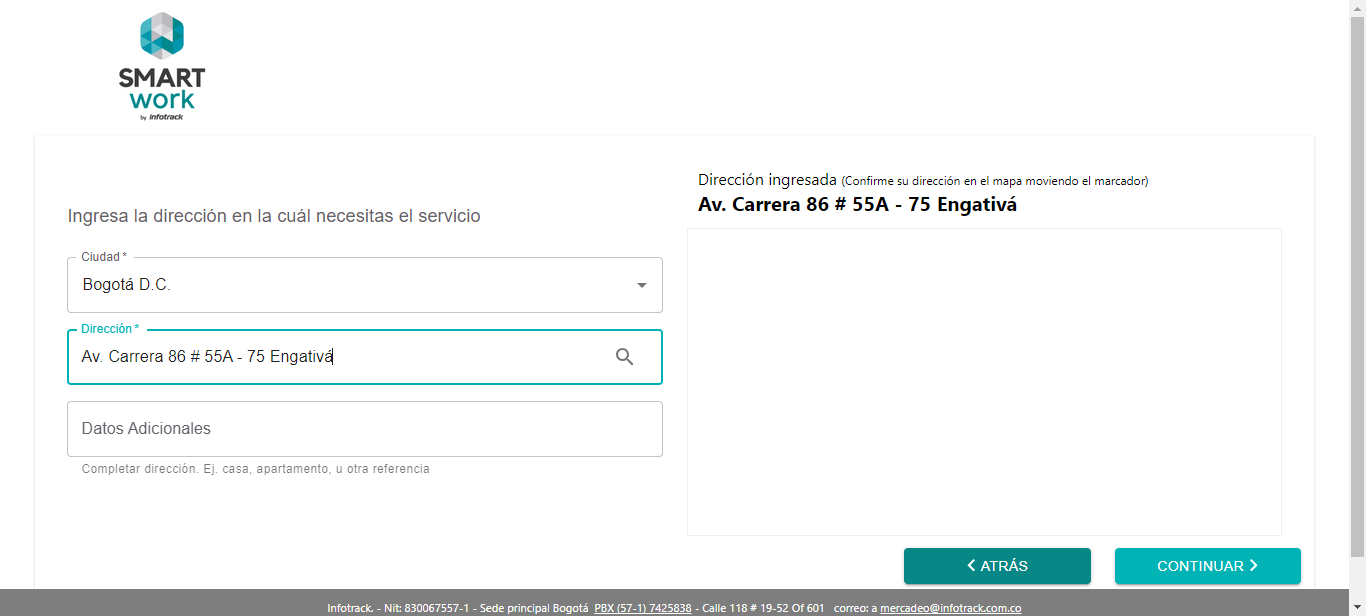 SMART
work
by infotrack
Ingresa la dirección en la cuál necesitas el servicio
Ciudad *
Bogotá D.C.
Dirección *
Av. Carrera 86 # 55A - 75 Engativá
Datos Adicionales
Completar dirección. Ej. casa, apartamento, u otra referencia
Dirección ingresada (Confirme su dirección en el mapa moviendo el marcador)
Av. Carrera 86 # 55A - 75 Engativá
ATRÁS
CONTINUAR
Infotrack. - Nit: 830067557-1 - Sede principal Bogotá PBX (57-1) 7425838 - Calle 118 # 19-52 Of 601 correo: a mercadeo@infotrack.com.co